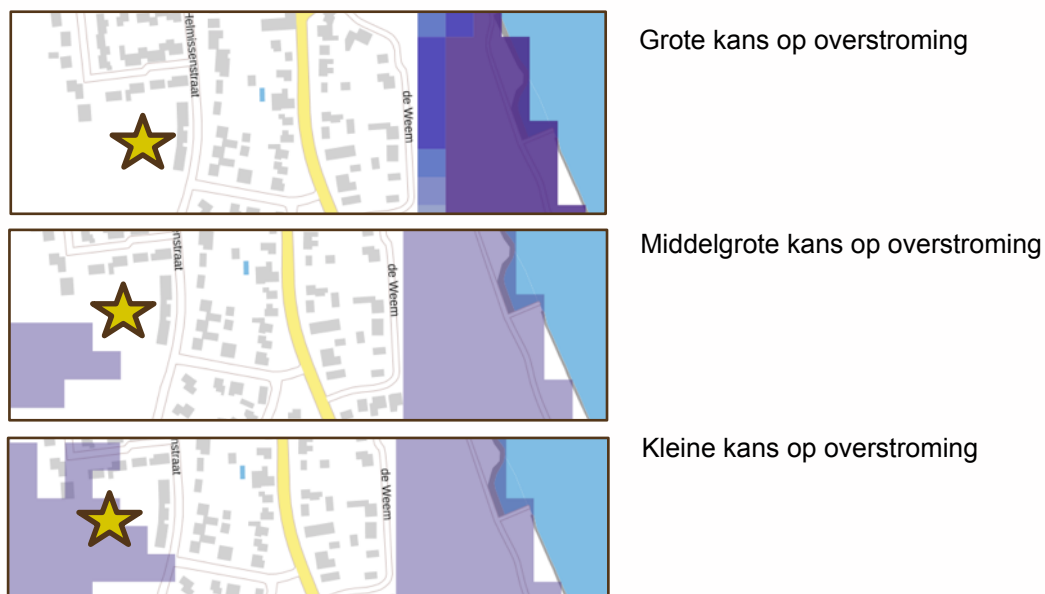 Helmissenstraat
de Weem
Grote kans op overstroming
nstraat
de Weem
Middelgrote kans op overstroming
nstraat
de Weem
Kleine kans op overstroming